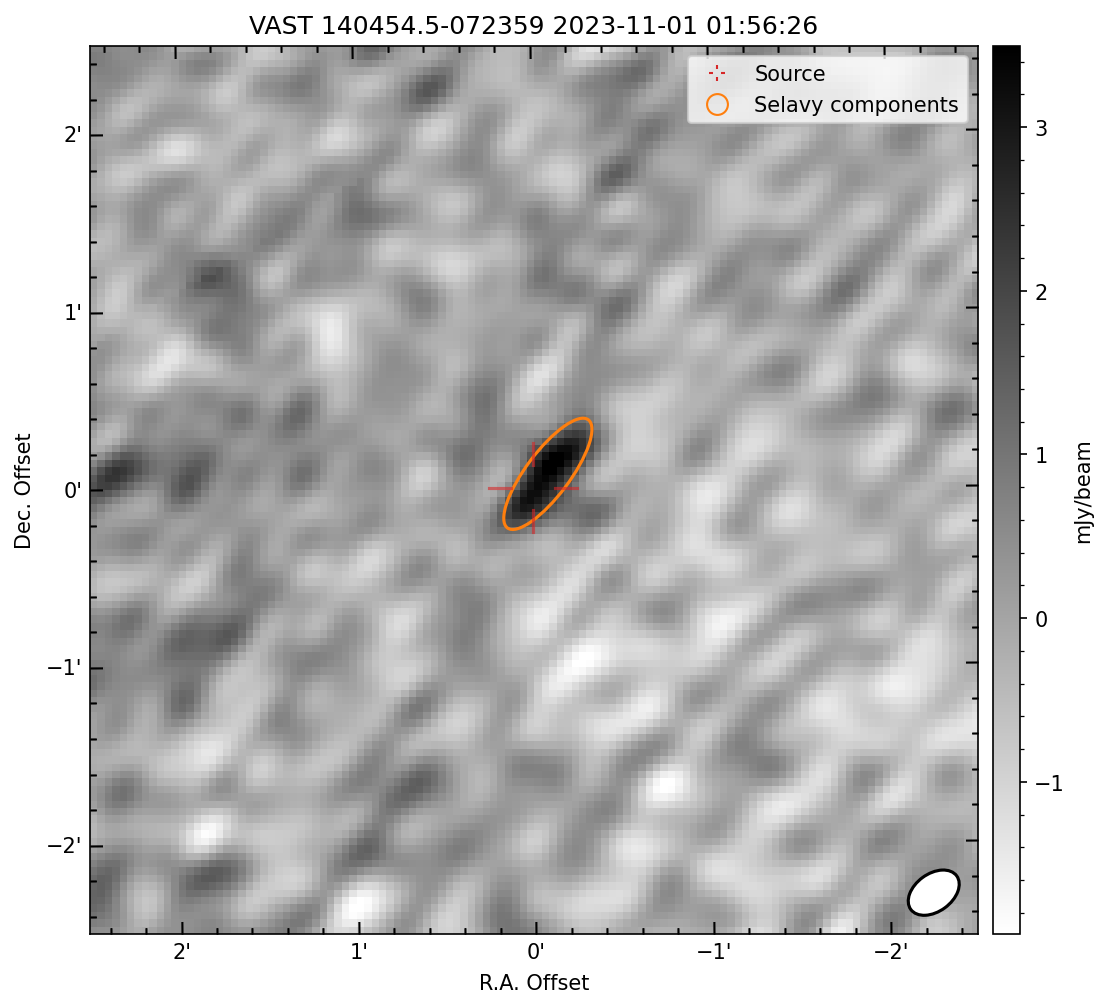 VAST 140454.5-072359 2023-11-01 01:56:26
Source
Selavy components
2'
1'
0'
−1'
−2'
Dec. Offset
2'
1'
0'
−1'
−2'
R.A. Offset
3
2
1
0
−1
mJy/beam